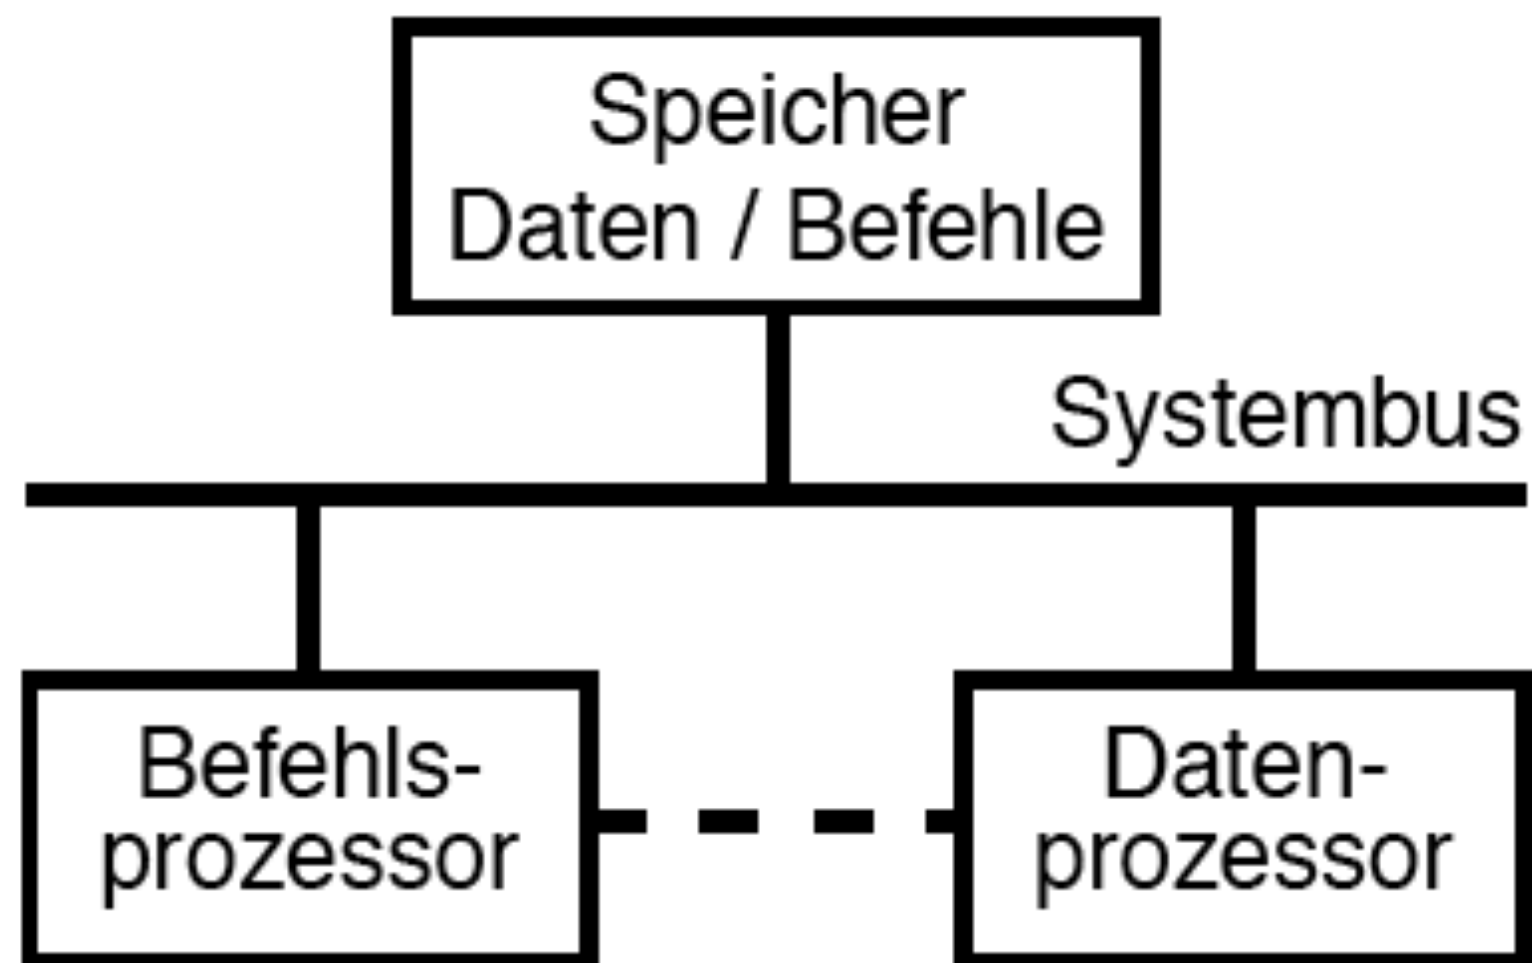 Speicher
Daten / Befehle
Systembus
Befehls-
prozessor
Daten-
prozessor